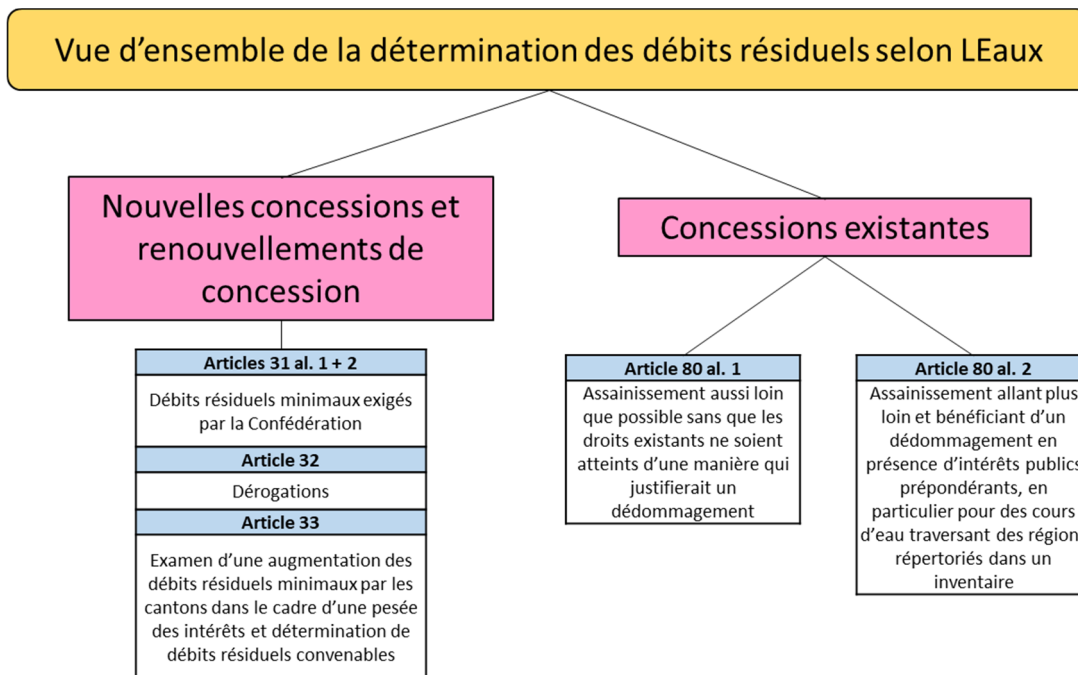 Vue d'ensemble de la détermination des débits résiduels selon LEaux
Nouvelles concessions et
renouvellements de
concession
Articles 31 al. 1 + 2
Débits résiduels minimaux exigés
par la Confédération
Article 32
Dérogations
Article 33
Examen d'une augmentation des
débits résiduels minimaux par les
cantons dans le cadre d'une pesée
des intérêts et détermination de
débits résiduels convenables
Concessions existantes
Article 80 al. 1
Assainissement aussi loin
que possible sans que les
droits existants ne soient
atteints d'une manière qui
justifierait un
dédommagement
Article 80 al. 2
Assainissement allant plus
loin et bénéficiant d'un
dédommagement en
présence d'intérêts publics
prépondérants, en
particulier pour des cours
d'eau traversant des région
répertoriés dans un
inventaire